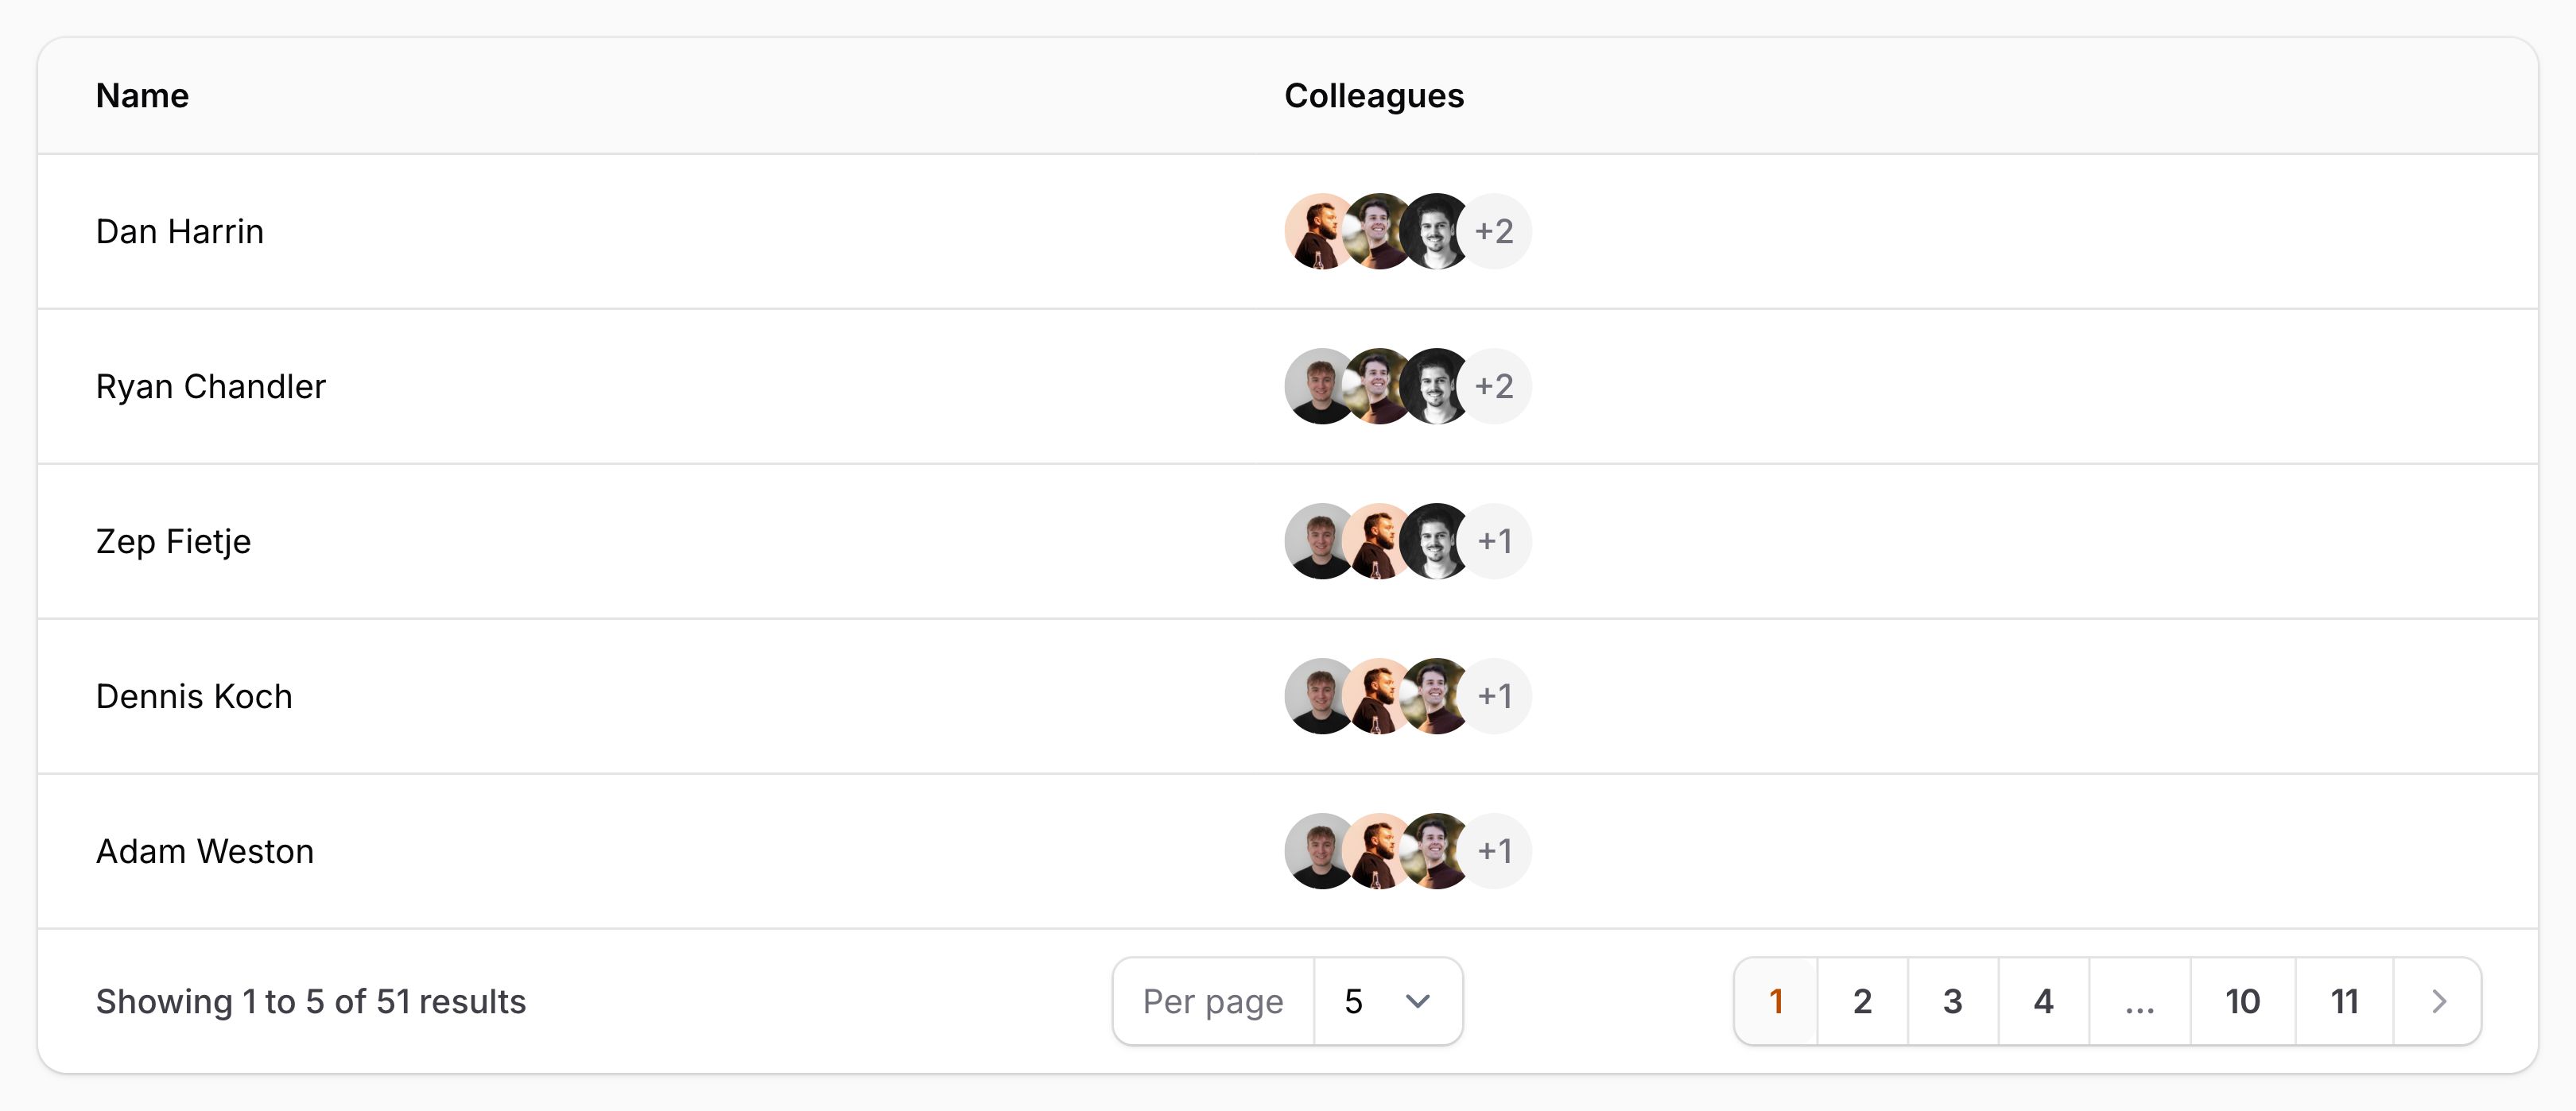 Name Colleagues
Dan Harrin +2
Ryan Chandler +2
Zep Fietje +1
Dennis Koch +1
Adam Weston +1
Showing 1 to 5 of 51 results Per page 5 1 2 3 4 ... 10 11